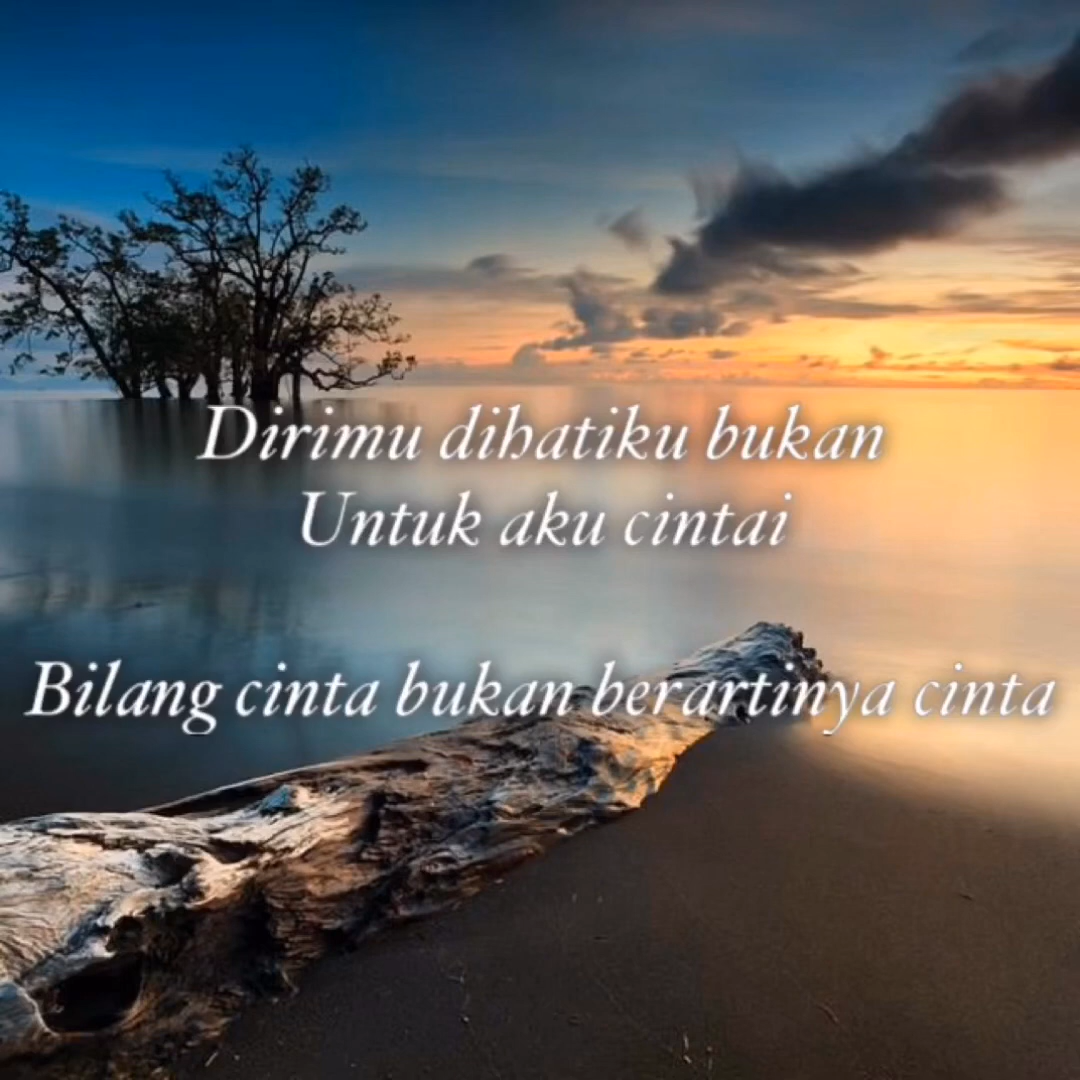 Dirimu dihatiku bukan
Untuk aku cintai
Bilang cinta bukan berartinya cinta